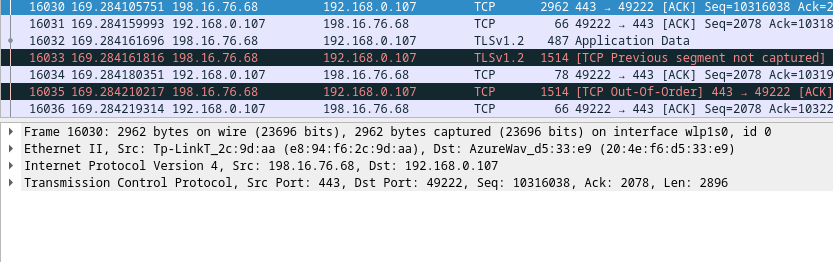 16030 169.284105751 198.16.76.68 192.168.0.107 TCP 2962 443 → 49222 [ACK] Seq=10316038 Ack=2
16031 169.284159993 192.168.0.107 198.16.76.68 TCP 66 49222 → 443 [ACK] Seq=2078 Ack=10318
16032 169.284161696 198.16.76.68 192.168.0.107 TLSv1.2 487 Application Data
16033 169.284161816 198.16.76.68 192.168.0.107 TLSv1.2 1514 [TCP Previous segment not captured]
16034 169.284180351 192.168.0.107 198.16.76.68 TCP 78 49222 → 443 [ACK] Seq=2078 Ack=10319
16035 169.284210217 198.16.76.68 192.168.0.107 TCP 1514 [TCP Out-Of-Order] 443 → 49222 [ACK]
16036 169.284219314 192.168.0.107 198.16.76.68 TCP 66 49222 → 443 [ACK] Seq=2078 Ack=10322
Frame 16030: 2962 bytes on wire (23696 bits), 2962 bytes captured (23696 bits) on interface wlp1s0, id 0
Ethernet II, Src: Tp-LinkT_2c:9d:aa (e8:94:f6:2c:9d:aa), Dst: AzureWav_d5:33:e9 (20:4e:f6:d5:33:e9)
Internet Protocol Version 4, Src: 198.16.76.68, Dst: 192.168.0.107
Transmission Control Protocol, Src Port: 443, Dst Port: 49222, Seq: 10316038, Ack: 2078, Len: 2896